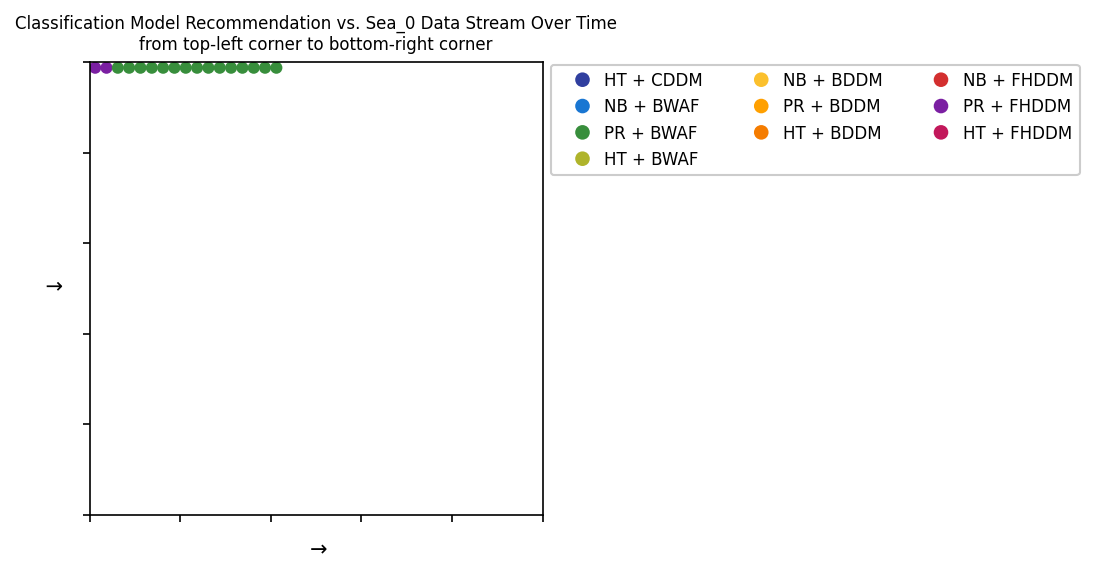 Classification Model Recommendation vs. Sea_0 Data Stream Over Time
from top-left corner to bottom-right corner
HT + CDDM
NB + BWAF
PR + BWAF
HT + BWAF
NB + BDDM
PR + BDDM
HT + BDDM
NB + FHDDM
PR + FHDDM
HT + FHDDM
→
→